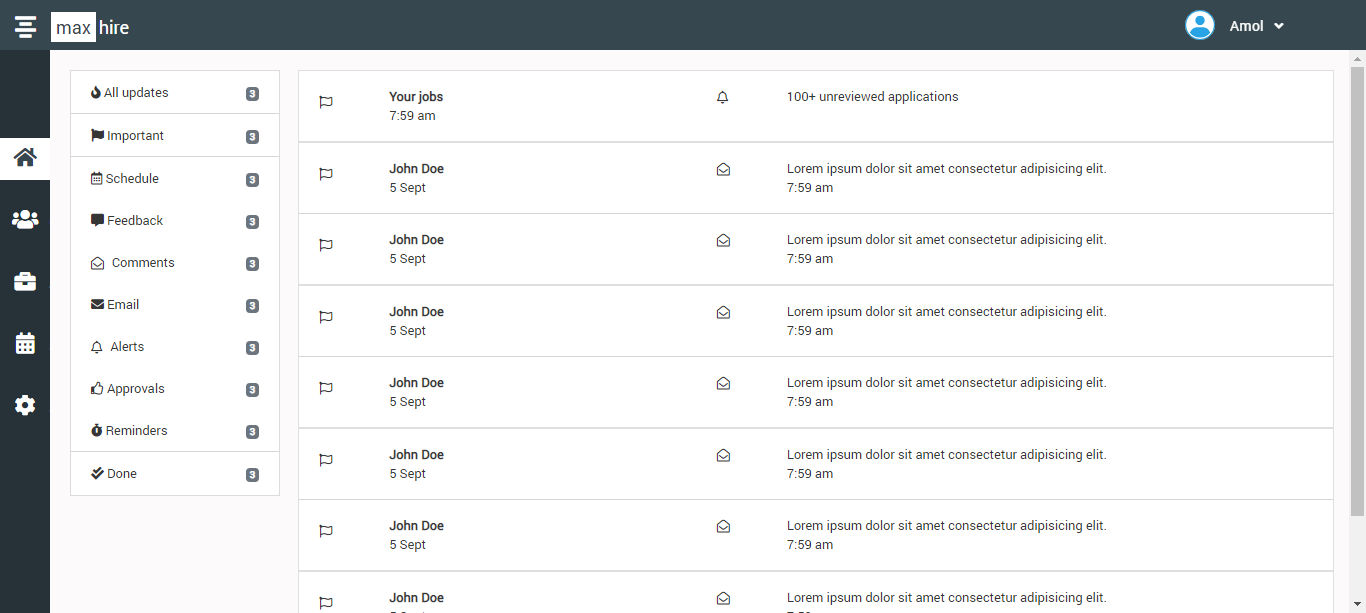 max hire
Amol
All updates 3
Important 3
Schedule 3
Feedback 3
Comments 3
Email 3
Alerts 3
Approvals 3
Reminders 3
Done 3
Your jobs 100+ unreviewed applications
7:59 am
John Doe Lorem ipsum dolor sit amet consectetur adipisicing elit.
5 Sept 7:59 am
John Doe Lorem ipsum dolor sit amet consectetur adipisicing elit.
5 Sept 7:59 am
John Doe Lorem ipsum dolor sit amet consectetur adipisicing elit.
5 Sept 7:59 am
John Doe Lorem ipsum dolor sit amet consectetur adipisicing elit.
5 Sept 7:59 am
John Doe Lorem ipsum dolor sit amet consectetur adipisicing elit.
5 Sept 7:59 am
John Doe Lorem ipsum dolor sit amet consectetur adipisicing elit.
5 Sept 7:59 am
John Doe Lorem ipsum dolor sit amet consectetur adipisicing elit.